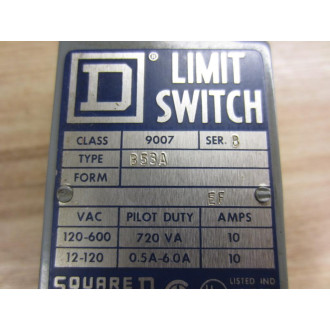 D ® LIMIT
SWITCH
CLASS 9007 SER. B
TYPE B53A
FORM
EF
VAC PILOT DUTY AMPS
120-600 720 VA 10
12-120 0.5A-6.0A 10
SQUARE D LISTED IND